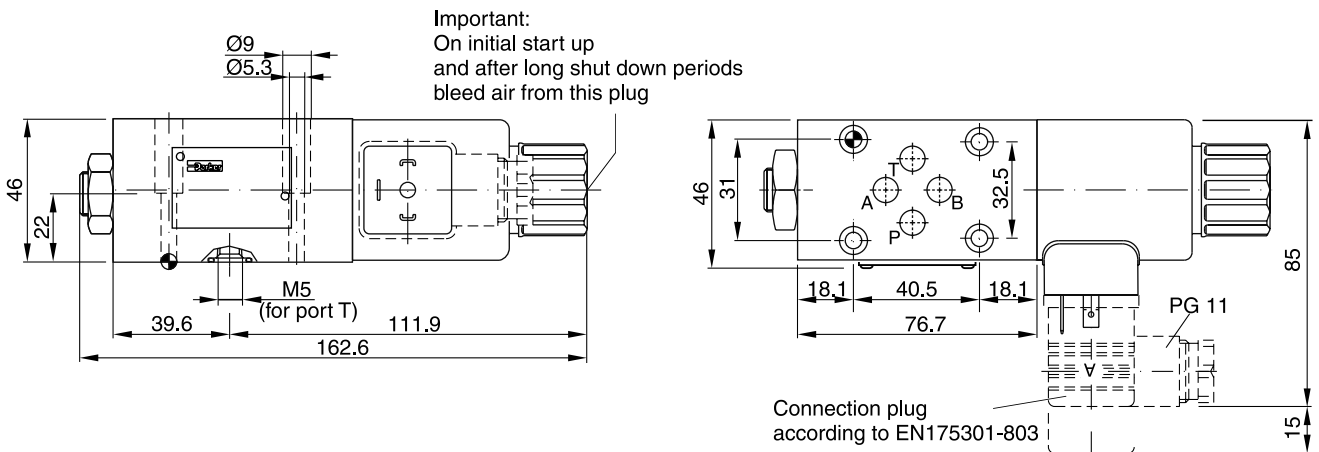 Important:
On initial start up
and after long shut down periods
bleed air from this plug
Ø9
Ø5.3
46
22
Parker
M5
(for port T)
39.6
111.9
162.6
46
31
T
A
B
P
32.5
18.1
40.5
18.1
76.7
85
PG 11
A
Connection plug
according to EN175301-803
15